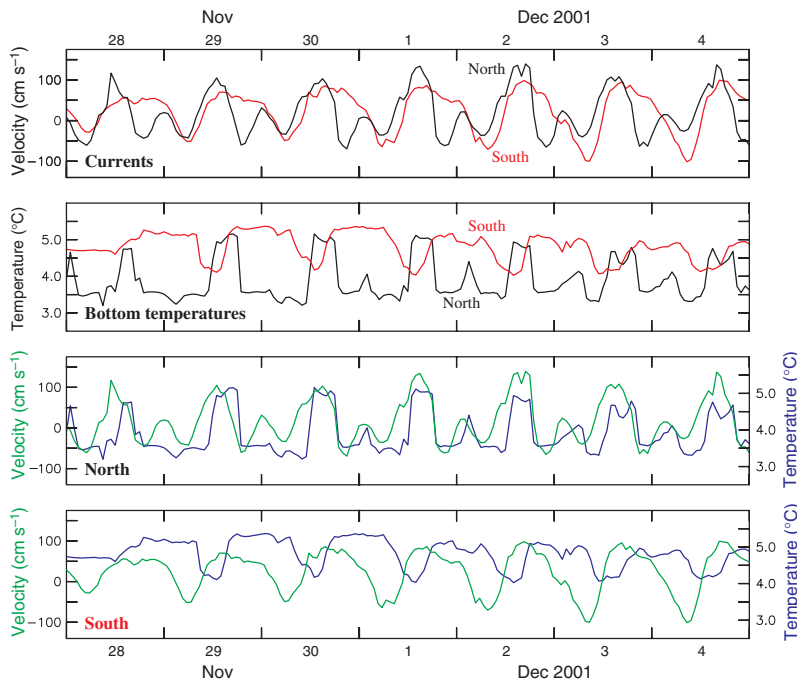 Nov Dec 2001
28 29 30 1 2 3 4
Velocity (cm s⁻¹)
100
0
−100
North
South
Currents
Temperature (°C)
5.0
4.0
3.0
South
North
Bottom temperatures
Velocity (cm s⁻¹)
100
0
−100
North
5.0
4.0
3.0
Temperature (°C)
Velocity (cm s⁻¹)
100
0
−100
South
5.0
4.0
3.0
Temperature (°C)
28 29 30 1 2 3 4
Nov Dec 2001